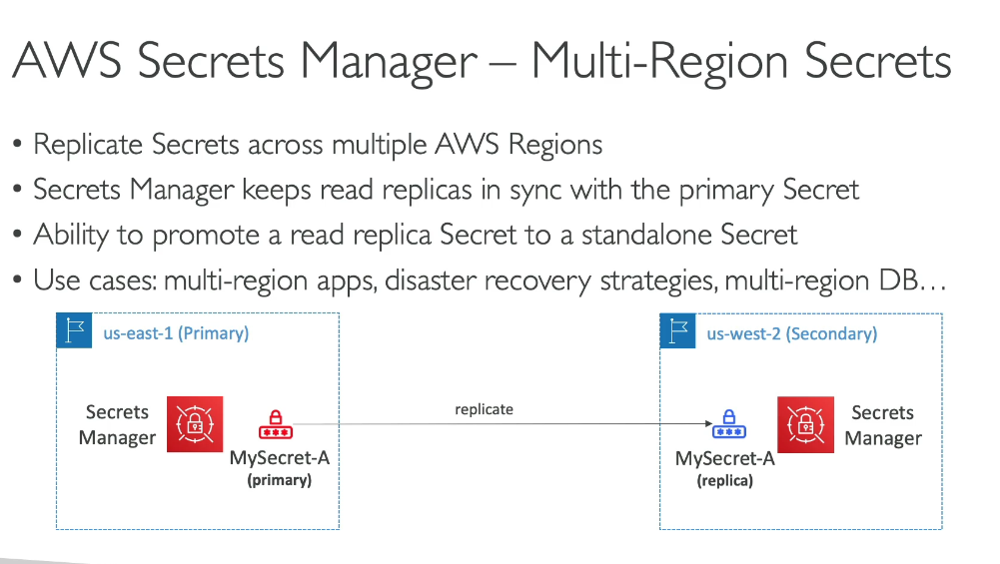 AWS Secrets Manager – Multi-Region Secrets
• Replicate Secrets across multiple AWS Regions
• Secrets Manager keeps read replicas in sync with the primary Secret
• Ability to promote a read replica Secret to a standalone Secret
• Use cases: multi-region apps, disaster recovery strategies, multi-region DB…
us-east-1 (Primary)
Secrets
Manager
MySecret-A
(primary)
replicate
us-west-2 (Secondary)
MySecret-A
(replica)
Secrets
Manager